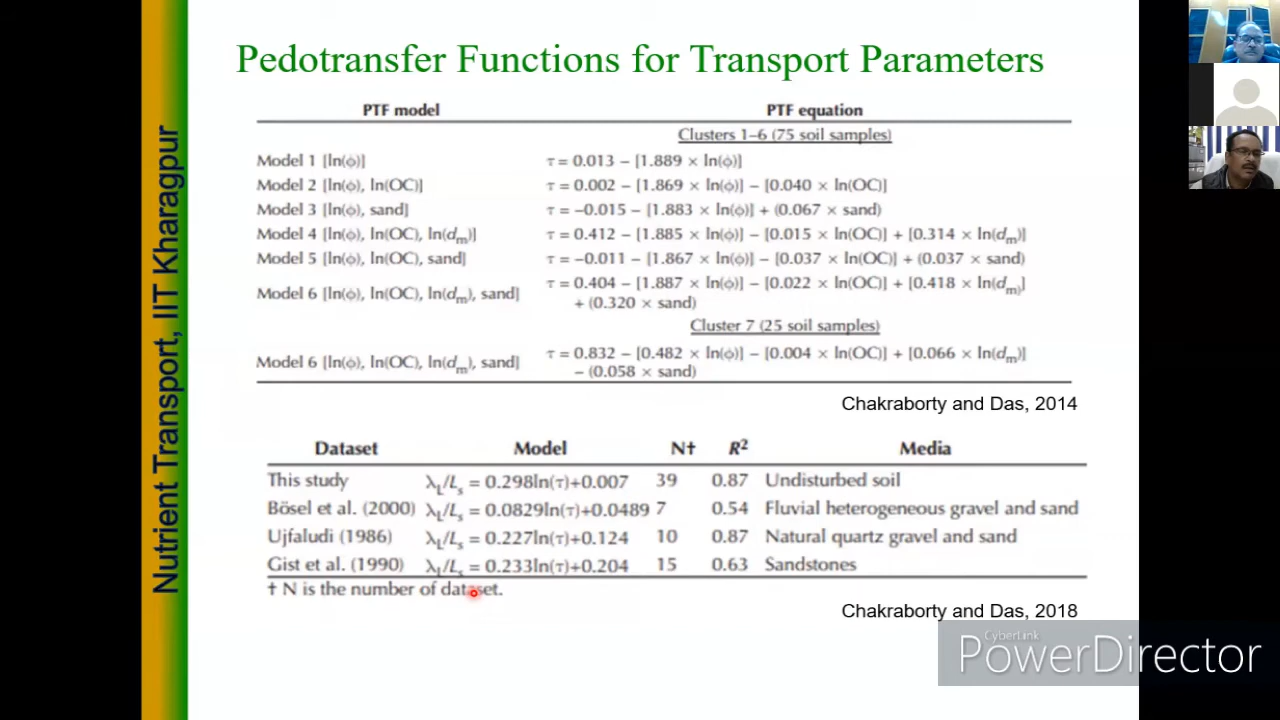 Pedotransfer Functions for Transport Parameters
Nutrient Transport, IIT Kharagpur
PTF model PTF equation
Clusters 1–6 (75 soil samples)
Model 1 [ln(ϕ)] τ = 0.013 − [1.889 × ln(ϕ)]
Model 2 [ln(ϕ), ln(OC)] τ = 0.002 − [1.869 × ln(ϕ)] − [0.040 × ln(OC)]
Model 3 [ln(ϕ), sand] τ = −0.015 − [1.883 × ln(ϕ)] + (0.067 × sand)
Model 4 [ln(ϕ), ln(OC), ln(dm)] τ = 0.412 − [1.885 × ln(ϕ)] − [0.015 × ln(OC)] + [0.314 × ln(dm)]
Model 5 [ln(ϕ), ln(OC), sand] τ = −0.011 − [1.867 × ln(ϕ)] − [0.037 × ln(OC)] + (0.037 × sand)
Model 6 [ln(ϕ), ln(OC), ln(dm), sand] τ = 0.404 − [1.887 × ln(ϕ)] − [0.022 × ln(OC)] + [0.418 × ln(dm)]
+ (0.320 × sand)
Cluster 7 (25 soil samples)
Model 6 [ln(ϕ), ln(OC), ln(dm), sand] τ = 0.832 − [0.482 × ln(ϕ)] − [0.004 × ln(OC)] + [0.066 × ln(dm)]
− (0.058 × sand)
Chakraborty and Das, 2014
Dataset Model N† R² Media
This study λL/Ls = 0.298ln(τ)+0.007 39 0.87 Undisturbed soil
Bösel et al. (2000) λL/Ls = 0.0829ln(τ)+0.0489 7 0.54 Fluvial heterogeneous gravel and sand
Ujfaludi (1986) λL/Ls = 0.227ln(τ)+0.124 10 0.87 Natural quartz gravel and sand
Gist et al. (1990) λL/Ls = 0.233ln(τ)+0.204 15 0.63 Sandstones
† N is the number of dataset.
Chakraborty and Das, 2018
CyberLink
PowerDirector